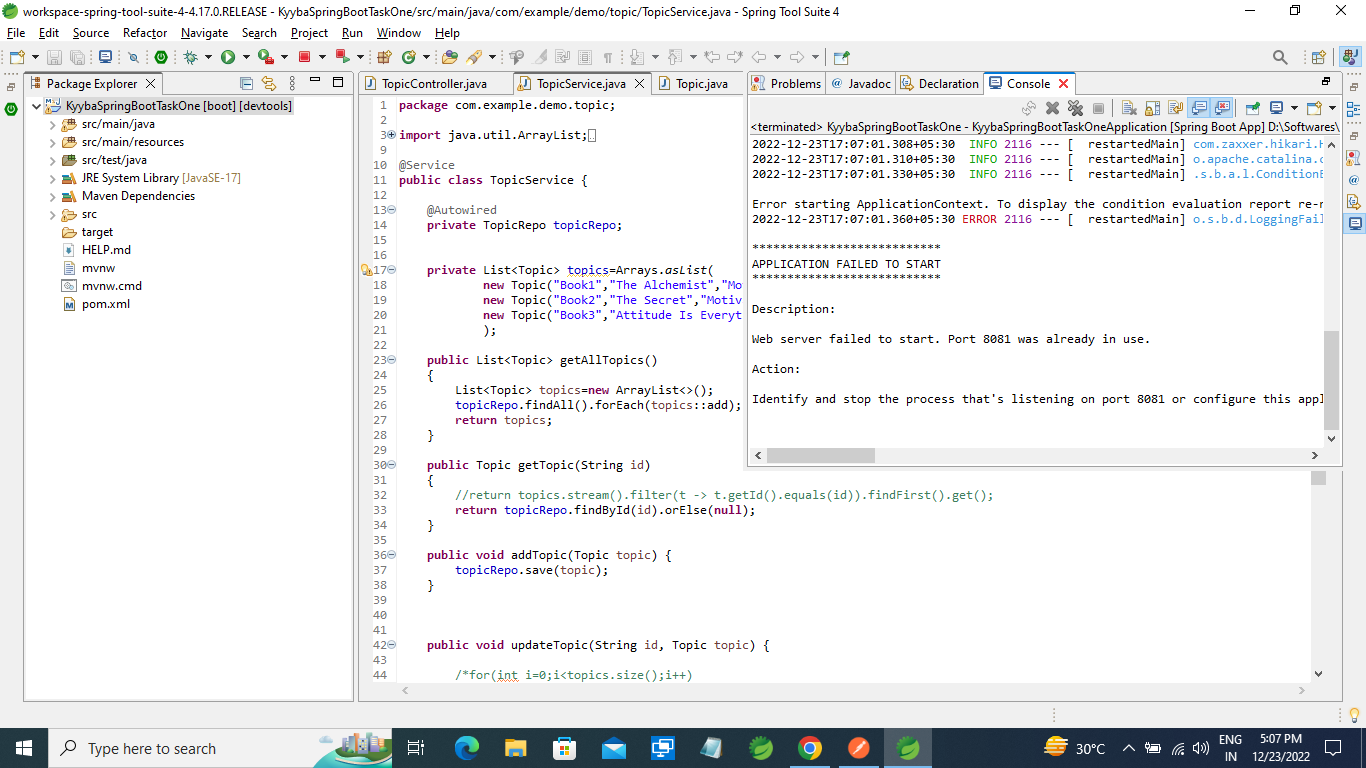 workspace-spring-tool-suite-4-4.17.0.RELEASE - KyybaSpringBootTaskOne/src/main/java/com/example/demo/topic/TopicService.java - Spring Tool Suite 4
File Edit Source Refactor Navigate Search Project Run Window Help
Package Explorer
KyybaSpringBootTaskOne [boot] [devtools]
src/main/java
src/main/resources
src/test/java
JRE System Library [JavaSE-17]
Maven Dependencies
src
target
HELP.md
mvnw
mvnw.cmd
pom.xml
TopicController.java TopicService.java Topic.java
1 package com.example.demo.topic;
2
3 import java.util.ArrayList;
9
10 @Service
11 public class TopicService {
12
13 @Autowired
14 private TopicRepo topicRepo;
15
16
17 private List<Topic> topics=Arrays.asList(
18 new Topic("Book1","The Alchemist","Mo
19 new Topic("Book2","The Secret","Motiv
20 new Topic("Book3","Attitude Is Everyt
21 );
22
23 public List<Topic> getAllTopics()
24 {
25 List<Topic> topics=new ArrayList<>();
26 topicRepo.findAll().forEach(topics::add);
27 return topics;
28 }
29
30 public Topic getTopic(String id)
31 {
32 //return topics.stream().filter(t -> t.getId().equals(id)).findFirst().get();
33 return topicRepo.findById(id).orElse(null);
34 }
35
36 public void addTopic(Topic topic) {
37 topicRepo.save(topic);
38 }
39
40
41
42 public void updateTopic(String id, Topic topic) {
43
44 /*for(int i=0;i<topics.size();i++)
Problems @ Javadoc Declaration Console
<terminated> KyybaSpringBootTaskOne - KyybaSpringBootTaskOneApplication [Spring Boot App] D:\Softwares\
2022-12-23T17:07:01.308+05:30 INFO 2116 --- [ restartedMain] com.zaxxer.hikari.H
2022-12-23T17:07:01.310+05:30 INFO 2116 --- [ restartedMain] o.apache.catalina.c
2022-12-23T17:07:01.330+05:30 INFO 2116 --- [ restartedMain] .s.b.a.l.ConditionE
Error starting ApplicationContext. To display the condition evaluation report re-r
2022-12-23T17:07:01.360+05:30 ERROR 2116 --- [ restartedMain] o.s.b.d.LoggingFail
***************************
APPLICATION FAILED TO START
***************************
Description:
Web server failed to start. Port 8081 was already in use.
Action:
Identify and stop the process that's listening on port 8081 or configure this appl
Type here to search
30°C
ENG
IN
5:07 PM
12/23/2022